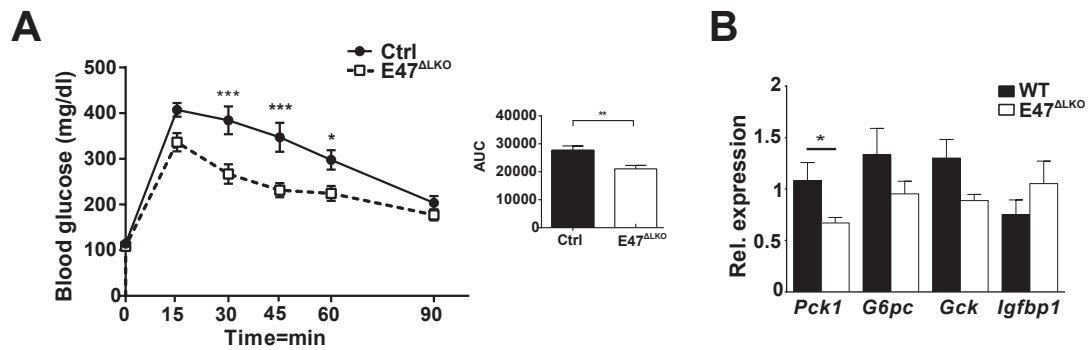 A
Ctrl
E47ΔLKO
Blood glucose (mg/dl)
500
400
300
200
100
0
***
***
*
0 15 30 45 60 90
Time=min
AUC
40000
30000
20000
10000
0
**
Ctrl E47ΔLKO
B
WT
E47ΔLKO
Rel. expression
2
1.5
1
0.5
0
*
Pck1 G6pc Gck Igfbp1